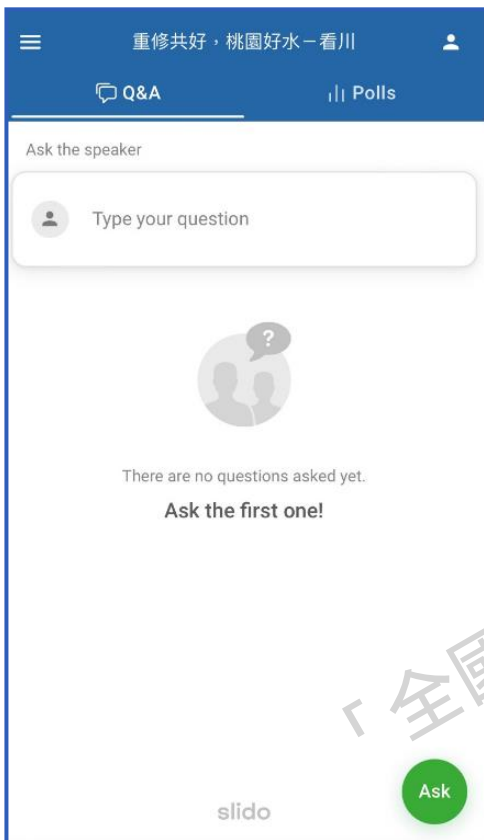 重修共好，桃園好水－看川
Q&A
Polls
Ask the speaker
Type your question
?
There are no questions asked yet.
Ask the first one!
「全國
Ask
slido